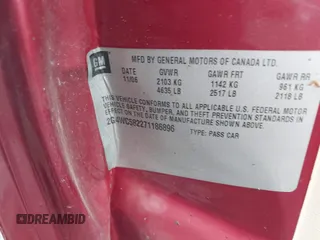 GM
MFD BY GENERAL MOTORS OF CANADA LTD.
DATE GVWR GAWR FRT GAWR RR
11/06 2103 KG 1142 KG 961 KG
4635 LB 2517 LB 2118 LB
THIS VEHICLE CONFORMS TO ALL APPLICABLE U.S. FEDERAL MOTOR
VEHICLE SAFETY, BUMPER, AND THEFT PREVENTION STANDARDS
IN EFFECT ON THE DATE OF MANUFACTURE SHOWN ABOVE.
2G4WC582271186896
TYPE: PASS CAR
DREAMBID